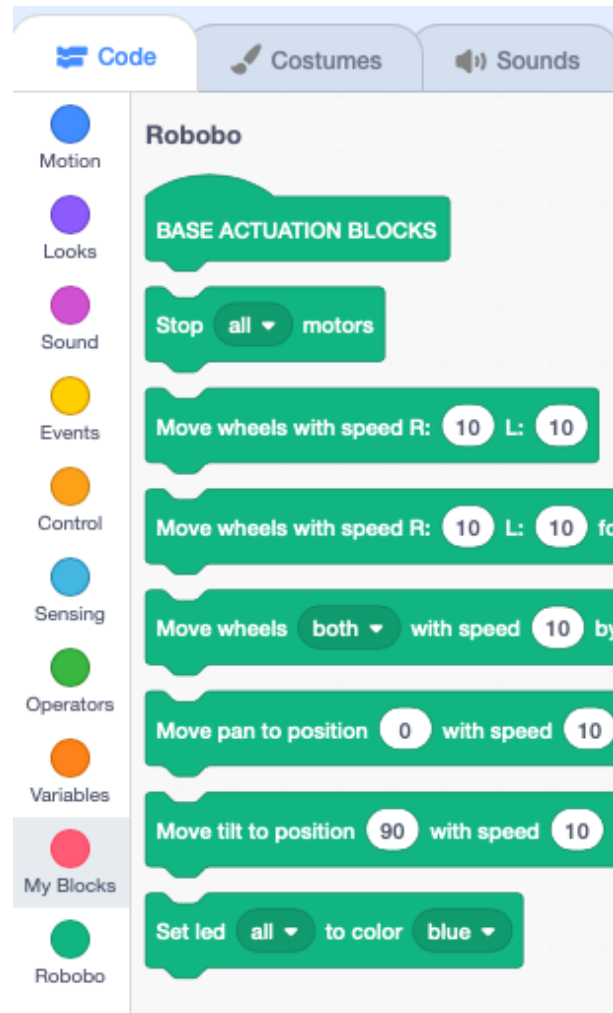 Code
Costumes
Sounds
Motion
Looks
Sound
Events
Control
Sensing
Operators
Variables
My Blocks
Robobo
Robobo
BASE ACTUATION BLOCKS
Stop all motors
Move wheels with speed R: 10 L: 10
Move wheels with speed R: 10 L: 10
Move wheels both with speed 10
Move pan to position 0 with speed 10
Move tilt to position 90 with speed 10
Set led all to color blue